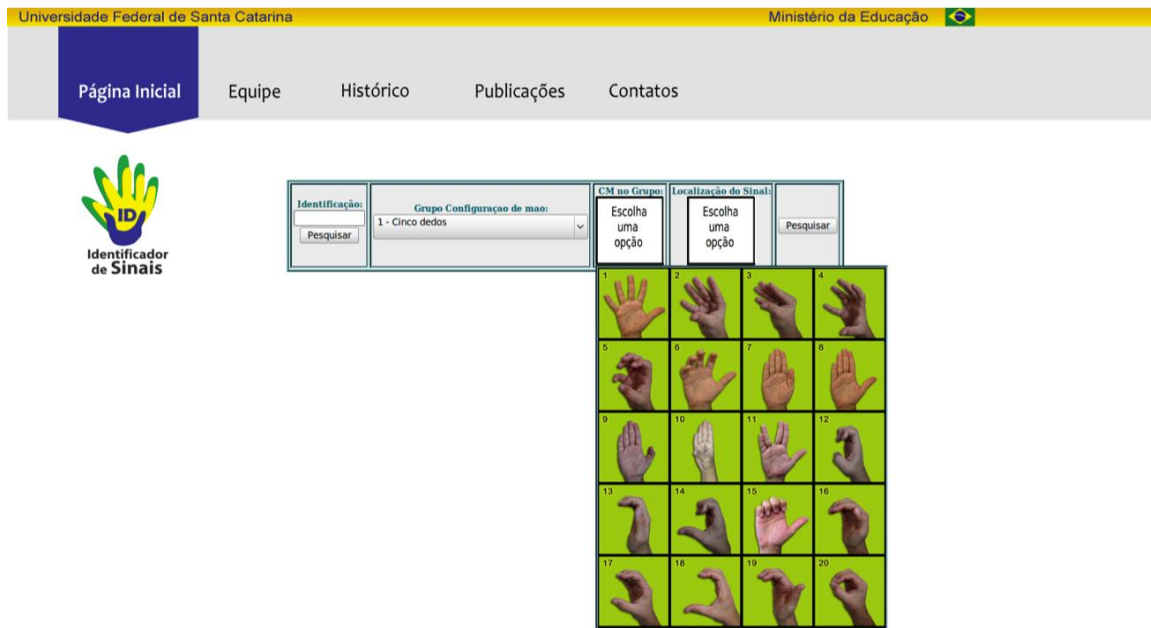 Universidade Federal de Santa Catarina
Ministério da Educação
Página Inicial
Equipe
Histórico
Publicações
Contatos
ID
Identificador
de Sinais
Identificação:
Pesquisar
Grupo Configuraçao de mao:
1 - Cinco dedos
CM no Grupo:
Escolha
uma
opção
Localização do Sinal:
Escolha
uma
opção
Pesquisar
1 2 3 4
5 6 7 8
9 10 11 12
13 14 15 16
17 18 19 20